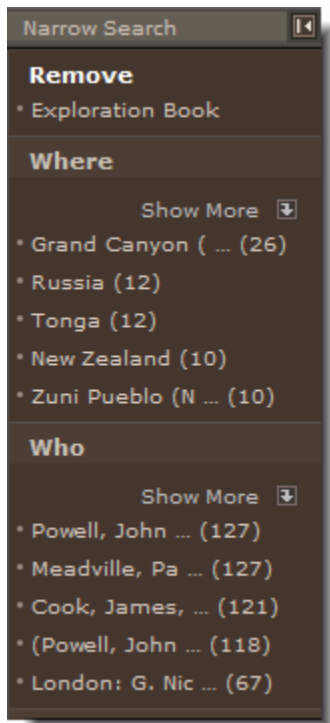 Narrow Search
Remove
• Exploration Book
Where
Show More
• Grand Canyon ( ... (26)
• Russia (12)
• Tonga (12)
• New Zealand (10)
• Zuni Pueblo (N ... (10)
Who
Show More
• Powell, John ... (127)
• Meadville, Pa ... (127)
• Cook, James, ... (121)
• (Powell, John ... (118)
• London: G. Nic ... (67)